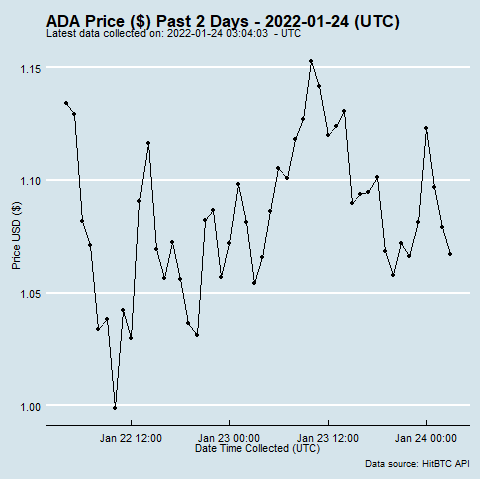 ADA Price ($) Past 2 Days - 2022-01-24 (UTC)
Latest data collected on: 2022-01-24 03:04:03  - UTC
Price USD ($)
1.15
1.10
1.05
1.00
Jan 22 12:00 Jan 23 00:00 Jan 23 12:00 Jan 24 00:00
Date Time Collected (UTC)
Data source: HitBTC API